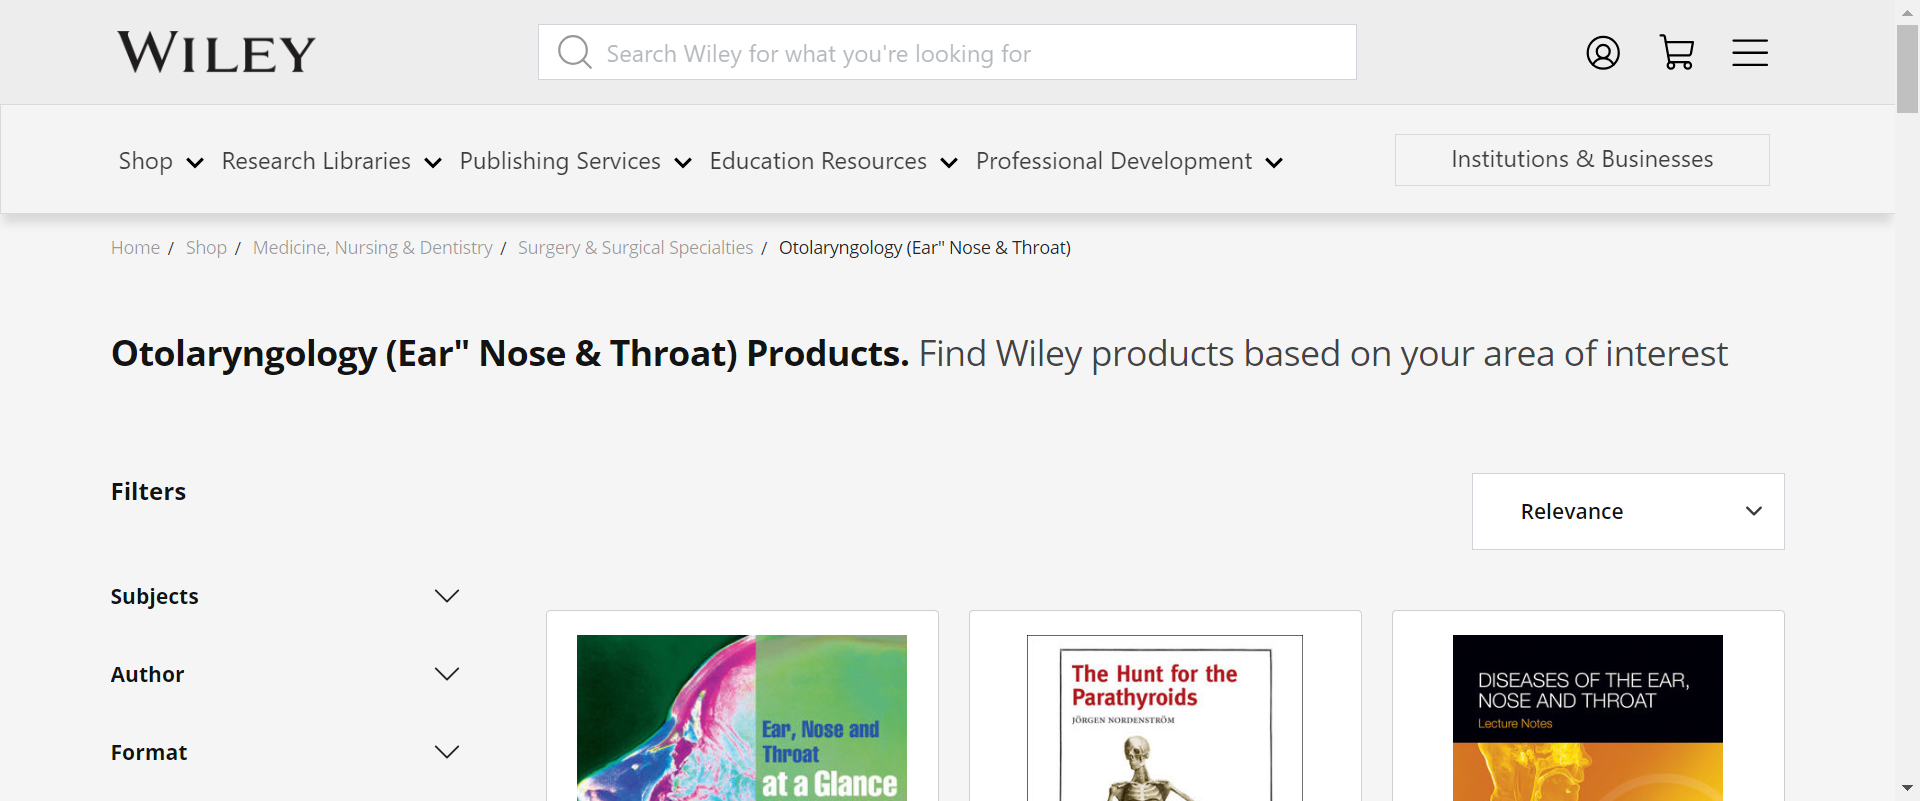 WILEY
Search Wiley for what you're looking for
Shop
Research Libraries
Publishing Services
Education Resources
Professional Development
Institutions & Businesses
Home / Shop / Medicine, Nursing & Dentistry / Surgery & Surgical Specialties / Otolaryngology (Ear" Nose & Throat)
Otolaryngology (Ear" Nose & Throat) Products. Find Wiley products based on your area of interest
Filters
Relevance
Subjects
Author
Format
Ear, Nose and
Throat
at a Glance
The Hunt for the
Parathyroids
JÖRGEN NORDENSTRÖM
DISEASES OF THE EAR,
NOSE AND THROAT
Lecture Notes